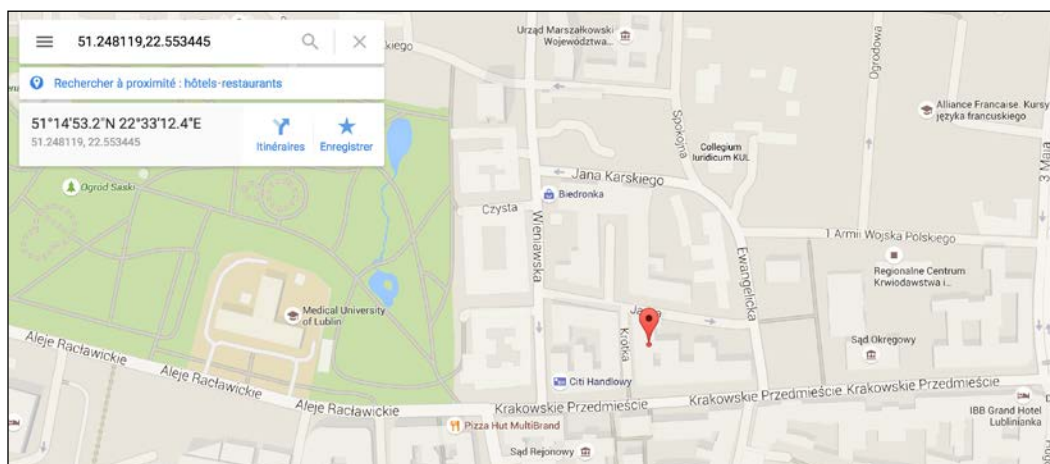 51.248119,22.553445
Rechercher à proximité : hôtels-restaurants
51°14'53.2"N 22°33'12.4"E
51.248119, 22.553445
Itinéraires
Enregistrer
kiego
Urząd Marszałkowski
Województwa...
Ogrodowa
Alliance Francaise. Kursy
języka francuskiego
Spokojna
Collegium
Iuridicum KUL
3 Maja
Jana Karskiego
Biedronka
Ogrod Saski
Czysta
Wieniawska
1 Armii Wojska Polskiego
Ewangelicka
Regionalne Centrum
Krwiodawstwa i...
Medical University
of Lublin
Krótka
Sąd Okręgowy
Aleje Racławickie
Aleje Racławickie
Aleje Racławickie
Citi Handlowy
Krakowskie Przedmieście
Krakowskie Przedmieście
Krakowskie Przedmieście
Pizza Hut MultiBrand
IBB Grand Hotel
Lublinianka
Sąd Rejonowy